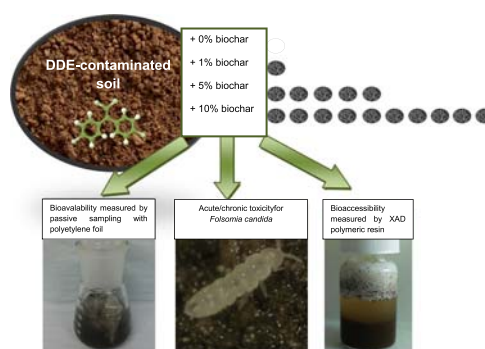 DDE-contaminated
soil
+ 0% biochar
+ 1% biochar
+ 5% biochar
+ 10% biochar
Bioavalability measured by
passive sampling with
polyetylene foil
Acute/chronic toxicityfor
Folsomia candida
Bioaccessibility
measured by XAD
polymeric resin